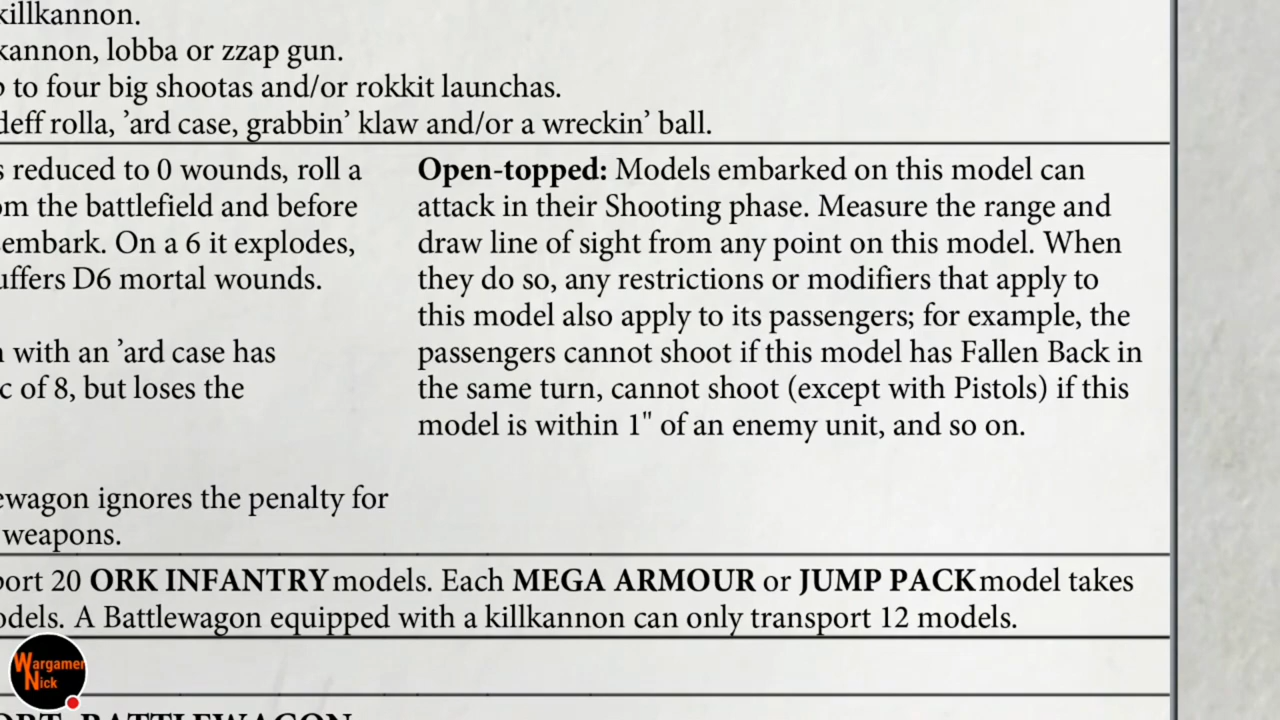 killkannon.
kannon, lobba or zzap gun.
to four big shootas and/or rokkit launchas.
deff rolla, ’ard case, grabbin’ klaw and/or a wreckin’ ball.
s reduced to 0 wounds, roll a
om the battlefield and before
embark. On a 6 it explodes,
uffers D6 mortal wounds.
with an ’ard case has
c of 8, but loses the
ewagon ignores the penalty for
weapons.
Open-topped: Models embarked on this model can
attack in their Shooting phase. Measure the range and
draw line of sight from any point on this model. When
they do so, any restrictions or modifiers that apply to
this model also apply to its passengers; for example, the
passengers cannot shoot if this model has Fallen Back in
the same turn, cannot shoot (except with Pistols) if this
model is within 1" of an enemy unit, and so on.
port 20 ORK INFANTRY models. Each MEGA ARMOUR or JUMP PACK model takes
odels. A Battlewagon equipped with a killkannon can only transport 12 models.
Wargamer
Nick
ORT, BATTLEWAGON